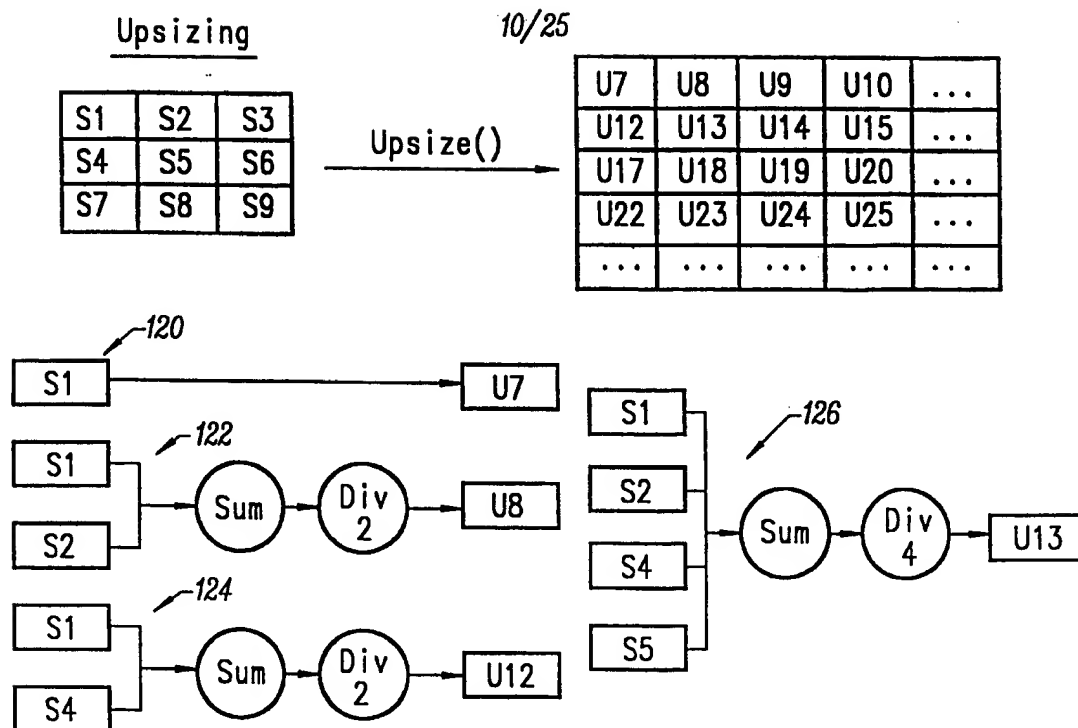 Upsizing
10/25
S1 S2 S3
S4 S5 S6
S7 S8 S9
Upsize()
U7 U8 U9 U10 ...
U12 U13 U14 U15 ...
U17 U18 U19 U20 ...
U22 U23 U24 U25 ...
... ... ... ... ...
120
S1
U7
122
S1
S2
Sum
Div
2
U8
124
S1
S4
Sum
Div
2
U12
126
S1
S2
S4
S5
Sum
Div
4
U13